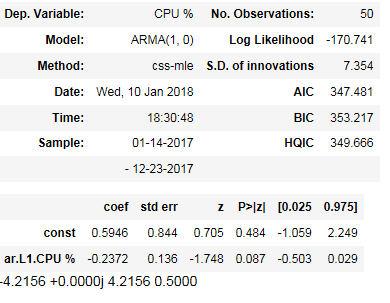 Dep. Variable: CPU % No. Observations: 50
Model: ARMA(1, 0) Log Likelihood -170.741
Method: css-mle S.D. of innovations 7.354
Date: Wed, 10 Jan 2018 AIC 347.481
Time: 18:30:48 BIC 353.217
Sample: 01-14-2017 HQIC 349.666
- 12-23-2017
coef std err z P>|z| [0.025 0.975]
const 0.5946 0.844 0.705 0.484 -1.059 2.249
ar.L1.CPU % -0.2372 0.136 -1.748 0.087 -0.503 0.029
-4.2156 +0.0000j 4.2156 0.5000